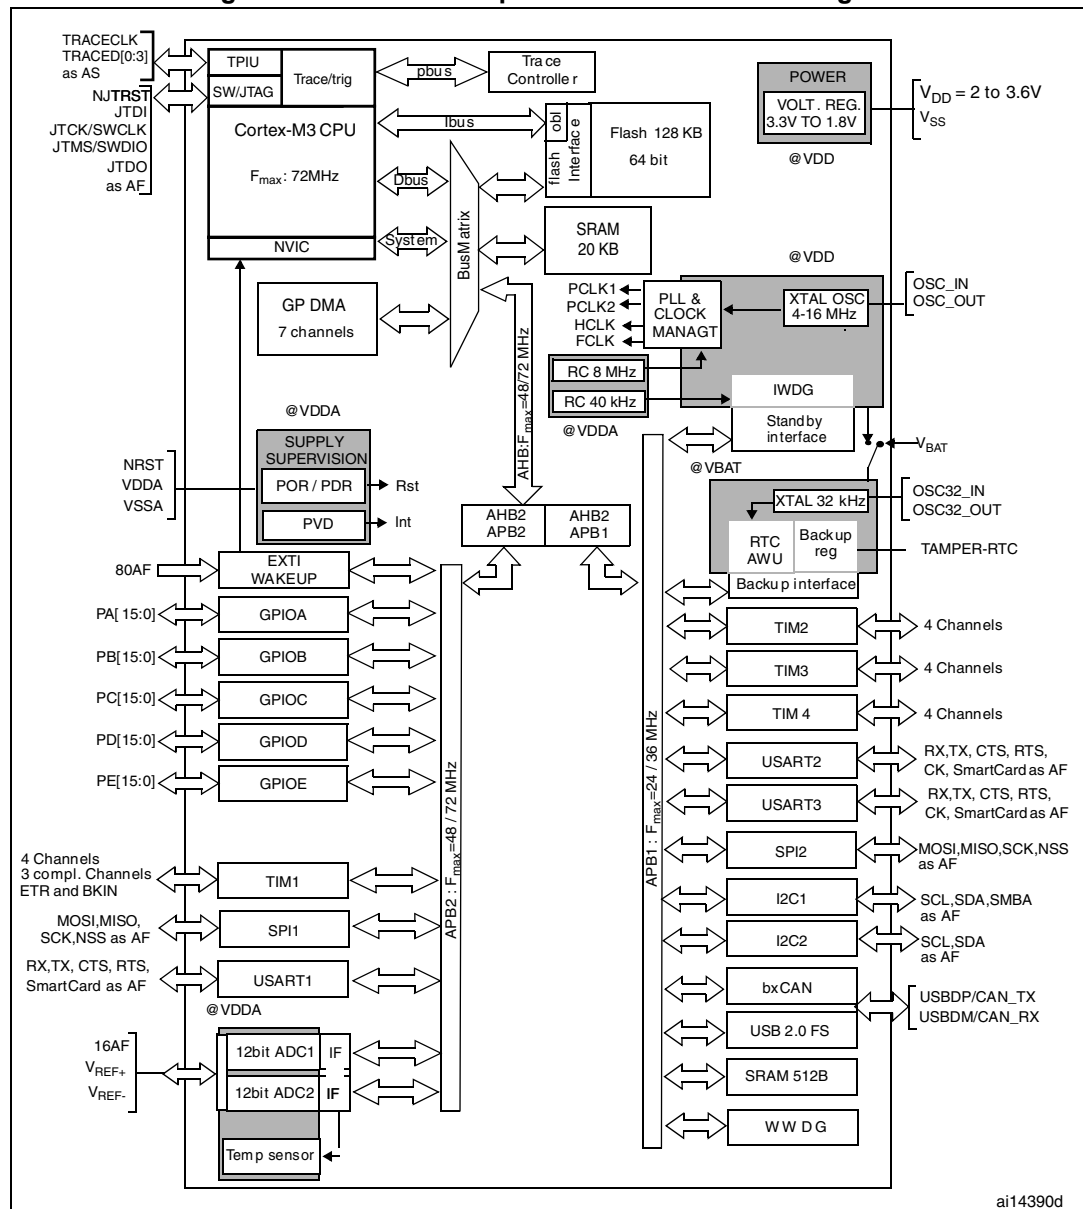 TRACECLK
TRACED[0:3]
as AS
NJTRST
JTDI
JTCK/SWCLK
JTMS/SWDIO
JTDO
as AF
TPIU
SW/JTAG
Trace/trig
Cortex-M3 CPU
Fmax: 72MHz
NVIC
pbus
Trace
Controller
Ibus
Dbus
System
BusMatrix
flash obl
Interface
Flash 128 KB
64 bit
SRAM
20 KB
POWER
VOLT. REG.
3.3V TO 1.8V
@VDD
VDD = 2 to 3.6V
VSS
GP DMA
7 channels
AHB:Fmax=48/72 MHz
PCLK1
PCLK2
HCLK
FCLK
PLL &
CLOCK
MANAGT
@VDD
XTAL OSC
4-16 MHz
OSC_IN
OSC_OUT
RC 8 MHz
RC 40 kHz
@VDDA
IWDG
Standby
interface
VBAT
@VBAT
XTAL 32 kHz
OSC32_IN
OSC32_OUT
RTC
AWU
Backup
reg
Backup interface
TAMPER-RTC
@VDDA
SUPPLY
SUPERVISION
POR / PDR
PVD
Rst
Int
NRST
VDDA
VSSA
AHB2
APB2
AHB2
APB1
80AF
EXTI
WAKEUP
PA[15:0]
GPIOA
PB[15:0]
GPIOB
PC[15:0]
GPIOC
PD[15:0]
GPIOD
PE[15:0]
GPIOE
4 Channels
3 compl. Channels
ETR and BKIN
TIM1
MOSI,MISO,
SCK,NSS as AF
SPI1
RX,TX, CTS, RTS,
SmartCard as AF
USART1
@VDDA
16AF
VREF+
VREF-
12bit ADC1 IF
12bit ADC2 IF
Temp sensor
APB2 : Fmax=48 / 72 MHz
APB1 : Fmax=24 / 36 MHz
TIM2
4 Channels
TIM3
4 Channels
TIM 4
4 Channels
USART2
RX,TX, CTS, RTS,
CK, SmartCard as AF
USART3
RX,TX, CTS, RTS,
CK, SmartCard as AF
SPI2
MOSI,MISO,SCK,NSS
as AF
I2C1
SCL,SDA,SMBA
as AF
I2C2
SCL,SDA
as AF
bxCAN
USBDP/CAN_TX
USBDM/CAN_RX
USB 2.0 FS
SRAM 512B
WWDG
ai14390d